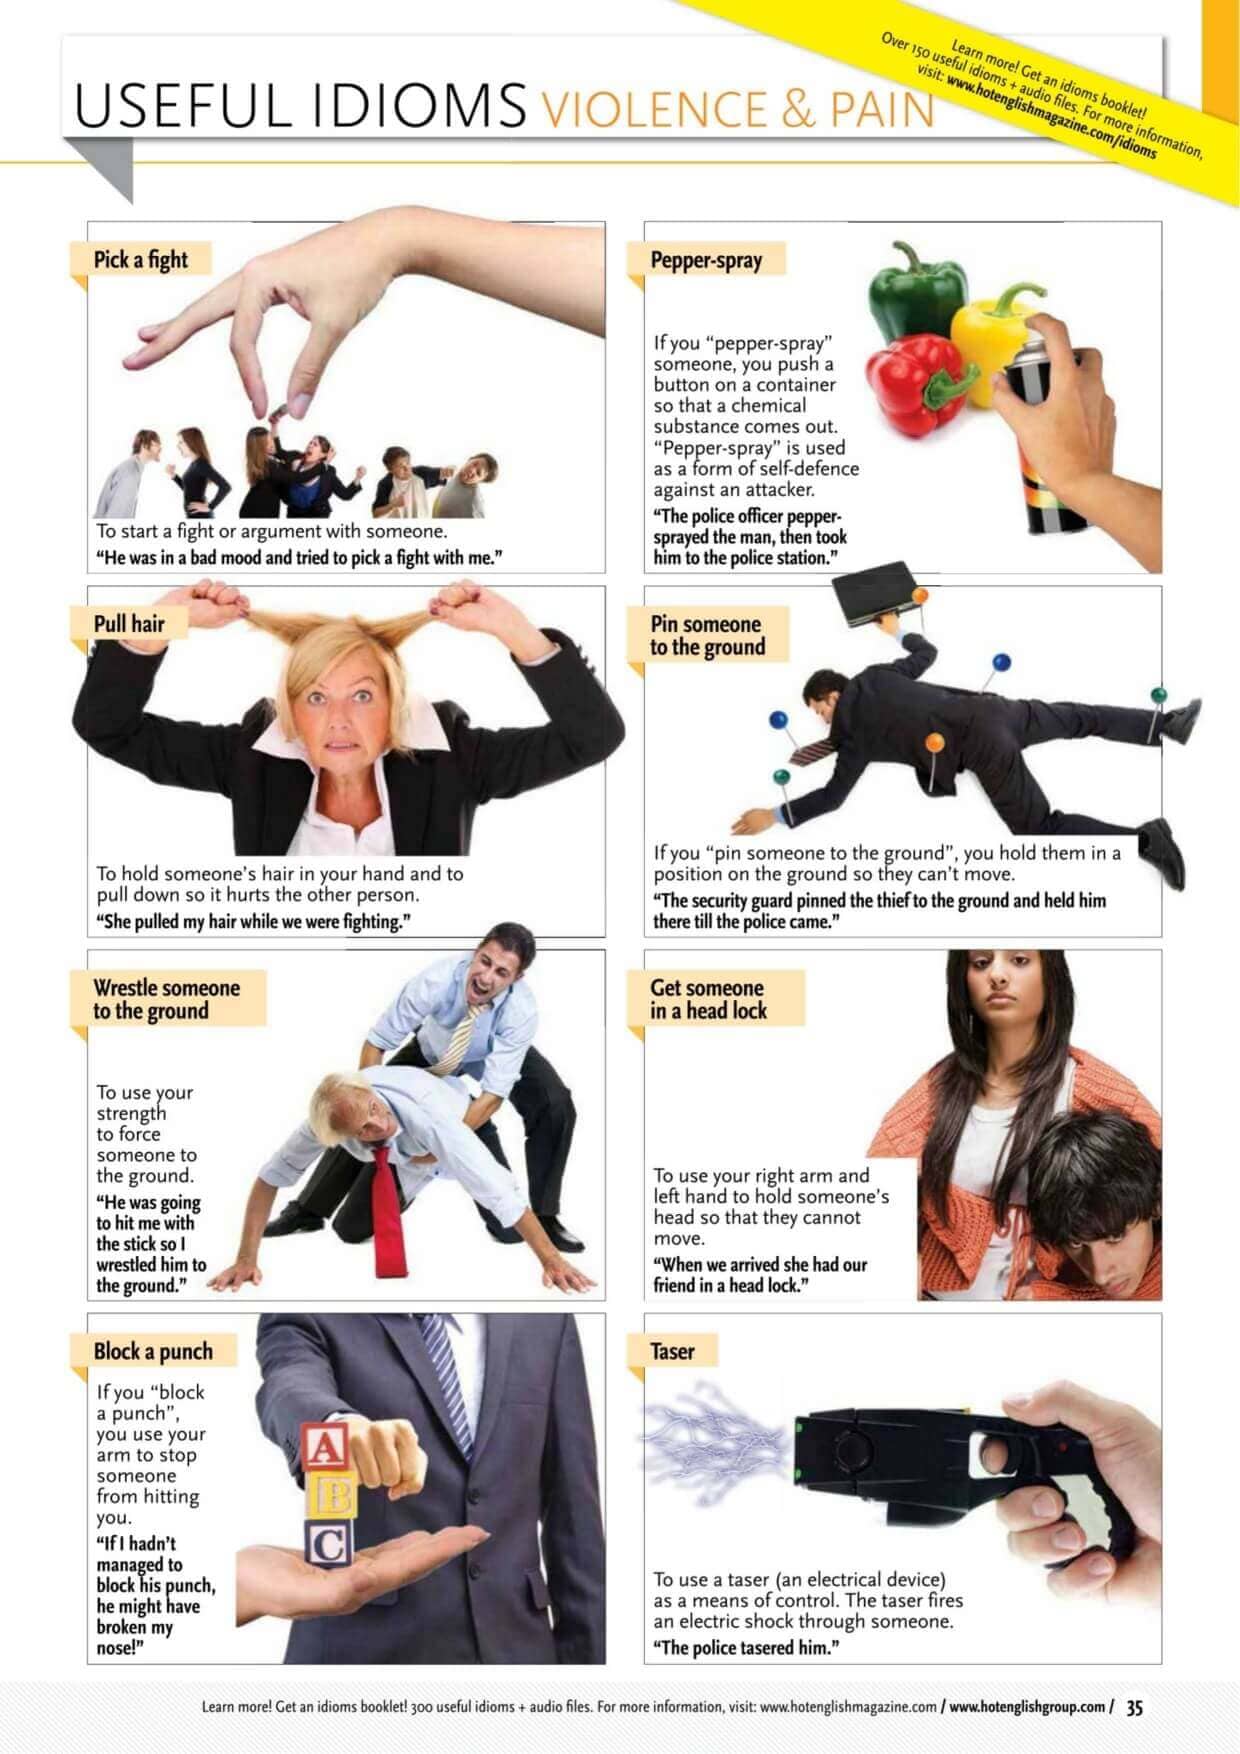 USEFUL IDIOMS VIOLENCE & PAIN
Learn more! Get an idioms booklet!
Over 150 useful idioms + audio files. For more information,
visit: www.hotenglishmagazine.com/idioms
Pick a fight
To start a fight or argument with someone.
“He was in a bad mood and tried to pick a fight with me.”
Pepper-spray
If you “pepper-spray”
someone, you push a
button on a container
so that a chemical
substance comes out.
“Pepper-spray” is used
as a form of self-defence
against an attacker.
“The police officer pepper-
sprayed the man, then took
him to the police station.”
Pull hair
To hold someone’s hair in your hand and to
pull down so it hurts the other person.
“She pulled my hair while we were fighting.”
Pin someone
to the ground
If you “pin someone to the ground”, you hold them in a
position on the ground so they can’t move.
“The security guard pinned the thief to the ground and held him
there till the police came.”
Wrestle someone
to the ground
To use your
strength
to force
someone to
the ground.
“He was going
to hit me with
the stick so I
wrestled him to
the ground.”
Get someone
in a head lock
To use your right arm and
left hand to hold someone’s
head so that they cannot
move.
“When we arrived she had our
friend in a head lock.”
Block a punch
If you “block
a punch”,
you use your
arm to stop
someone
from hitting
you.
“If I hadn’t
managed to
block his punch,
he might have
broken my
nose!”
A
B
C
Taser
To use a taser (an electrical device)
as a means of control. The taser fires
an electric shock through someone.
“The police tasered him.”
Learn more! Get an idioms booklet! 300 useful idioms + audio files. For more information, visit: www.hotenglishmagazine.com / www.hotenglishgroup.com / 35